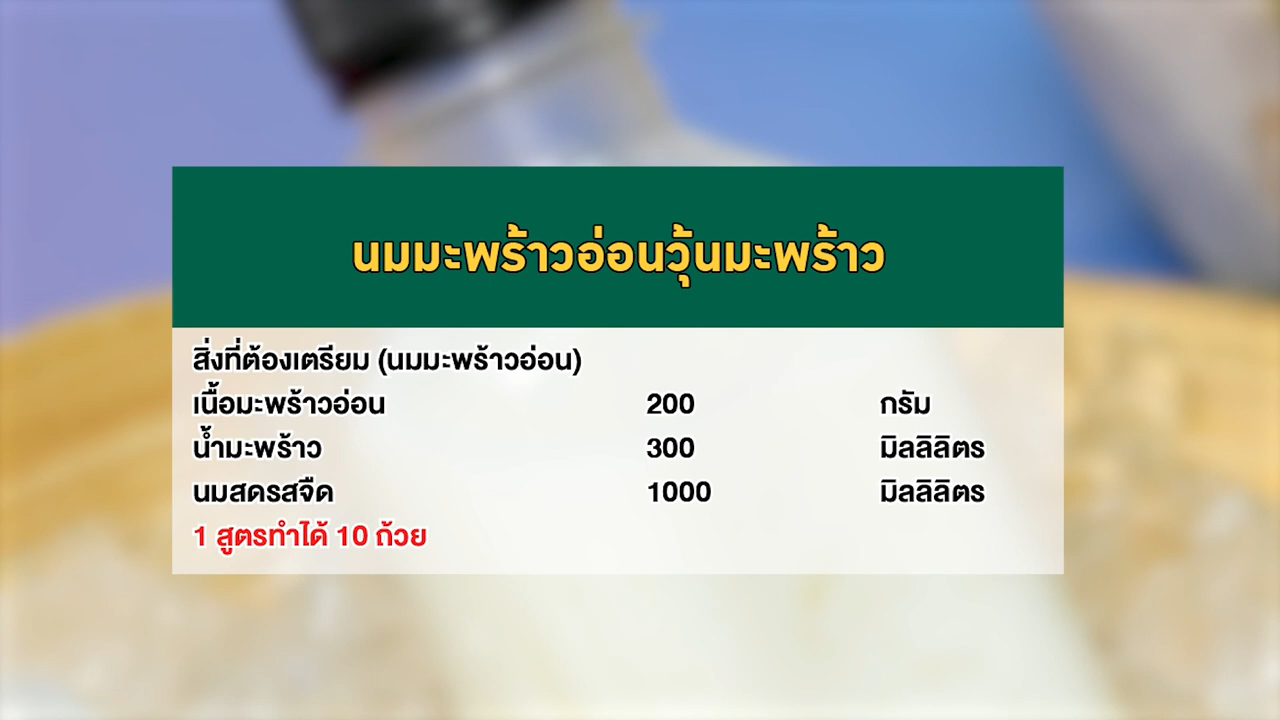 นมมะพร้าวอ่อนวุ้นมะพร้าว
สิ่งที่ต้องเตรียม (นมมะพร้าวอ่อน)
เนื้อมะพร้าวอ่อน 200 กรัม
น้ำมะพร้าว 300 มิลลิลิตร
นมสดรสจืด 1000 มิลลิลิตร
1 สูตรทำได้ 10 ถ้วย